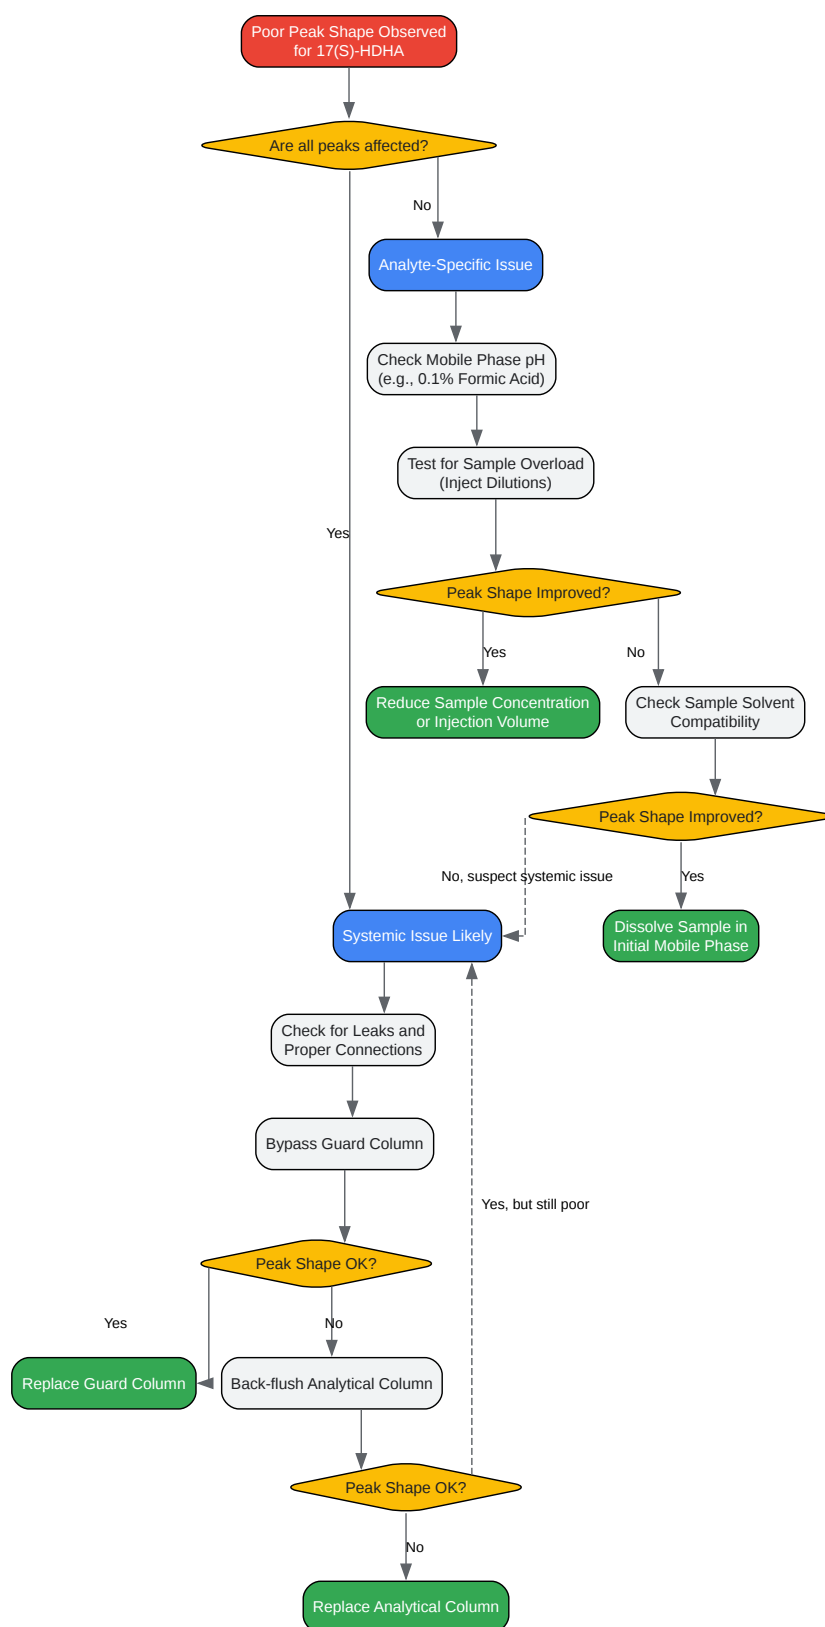 Poor Peak Shape Observed
for 17(S)-HDHA
Are all peaks affected?
No
Analyte-Specific Issue
Check Mobile Phase pH
(e.g., 0.1% Formic Acid)
Test for Sample Overload
(Inject Dilutions)
Yes
Peak Shape Improved?
Yes
No
Reduce Sample Concentration
or Injection Volume
Check Sample Solvent
Compatibility
Peak Shape Improved?
No, suspect systemic issue
Yes
Systemic Issue Likely
Dissolve Sample in
Initial Mobile Phase
Check for Leaks and
Proper Connections
Bypass Guard Column
Yes, but still poor
Peak Shape OK?
Yes
No
Replace Guard Column
Back-flush Analytical Column
Peak Shape OK?
No
Replace Analytical Column